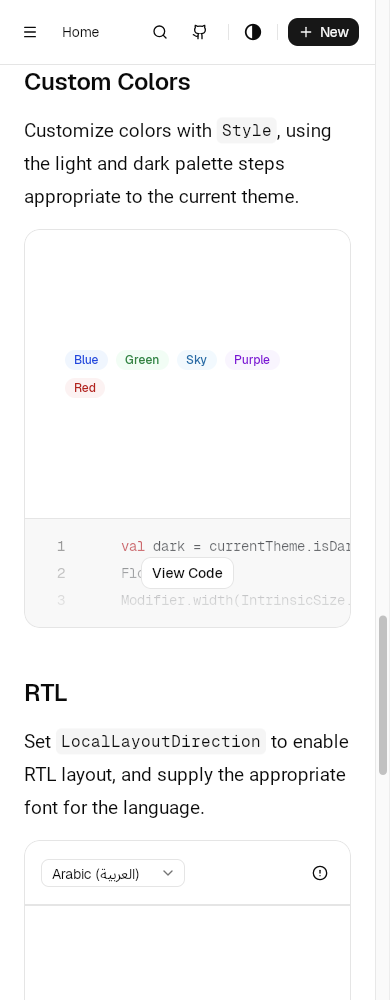 Home
New
Custom Colors
Customize colors with Style, using
the light and dark palette steps
appropriate to the current theme.
Blue Green Sky Purple
Red
1 val dark = currentTheme.isDar
2
View Code
3 Modifier.width(IntrinsicSize.
RTL
Set LocalLayoutDirection to enable
RTL layout, and supply the appropriate
font for the language.
Arabic (العربية)